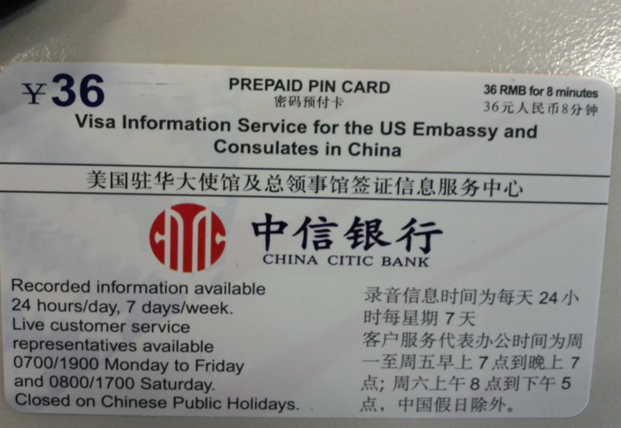 ¥36
PREPAID PIN CARD
密码预付卡
36 RMB for 8 minutes
36元人民币8分钟
Visa Information Service for the US Embassy and
Consulates in China
美国驻华大使馆及总领事馆签证信息服务中心
中信银行
CHINA CITIC BANK
Recorded information available
24 hours/day, 7 days/week.
Live customer service
representatives available
0700/1900 Monday to Friday
and 0800/1700 Saturday.
Closed on Chinese Public Holidays.
录音信息时间为每天 24 小
时每星期 7 天
客户服务代表办公时间为周
一至周五早上 7 点到晚上 7
点; 周六上午 8 点到下午 5
点，中国假日除外。